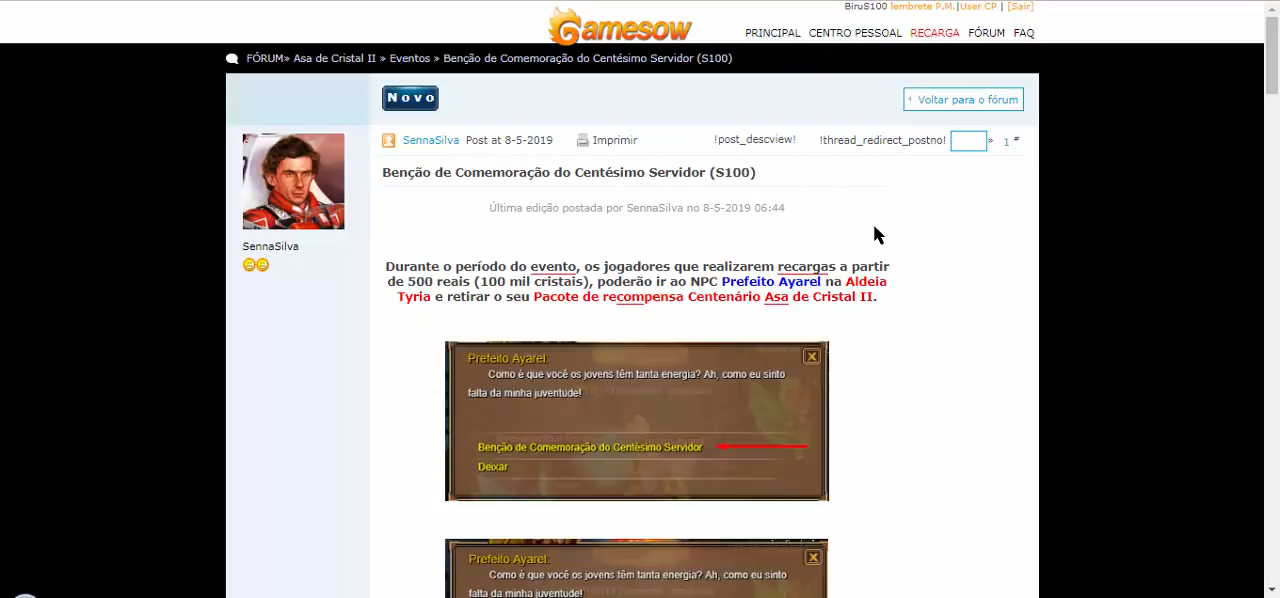 BiruS100 lembrete P.M.|User CP | [Sair]
Gamesow
PRINCIPAL CENTRO PESSOAL RECARGA FÓRUM FAQ
FÓRUM» Asa de Cristal II » Eventos » Benção de Comemoração do Centésimo Servidor (S100)
Novo
Voltar para o fórum
SennaSilva Post at 8-5-2019 Imprimir !post_descview! !thread_redirect_postno! » 1 #
Benção de Comemoração do Centésimo Servidor (S100)
Última edição postada por SennaSilva no 8-5-2019 06:44
SennaSilva
Durante o período do evento, os jogadores que realizarem recargas a partir
de 500 reais (100 mil cristais), poderão ir ao NPC Prefeito Ayarel na Aldeia
Tyria e retirar o seu Pacote de recompensa Centenário Asa de Cristal II.
Prefeito Ayarel:
Como é que você os jovens têm tanta energia? Ah, como eu sinto
falta da minha juventude!
Benção de Comemoração do Centésimo Servidor
Deixar
Prefeito Ayarel:
Como é que você os jovens têm tanta energia? Ah, como eu sinto
falta da minha juventude!